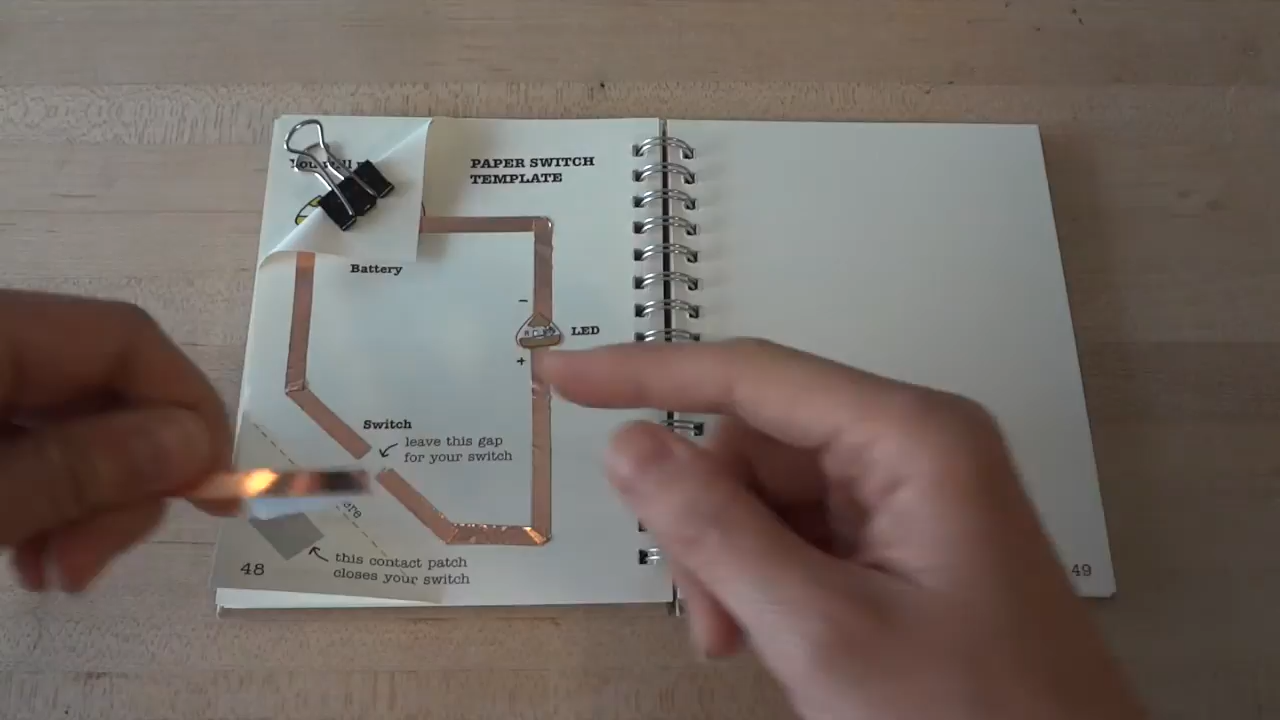 PAPER SWITCH
TEMPLATE
Battery
-
LED
+
Switch
leave this gap
for your switch
this contact patch
closes your switch
48
49